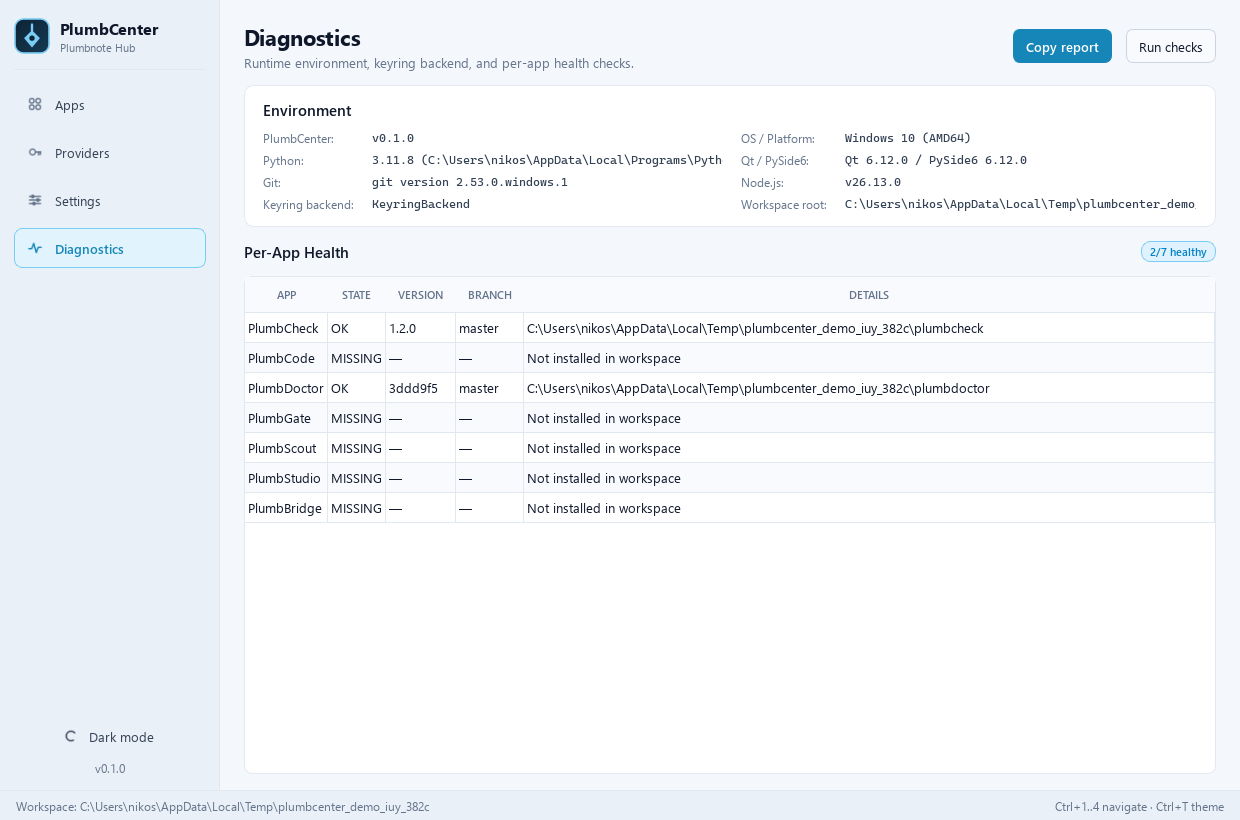 PlumbCenter
Plumbnote Hub
Apps
Providers
Settings
Diagnostics
Dark mode
v0.1.0
Diagnostics
Runtime environment, keyring backend, and per-app health checks.
Copy report
Run checks
Environment
PlumbCenter: v0.1.0 OS / Platform: Windows 10 (AMD64)
Python: 3.11.8 (C:\Users\nikos\AppData\Local\Programs\Pyth Qt / PySide6: Qt 6.12.0 / PySide6 6.12.0
Git: git version 2.53.0.windows.1 Node.js: v26.13.0
Keyring backend: KeyringBackend Workspace root: C:\Users\nikos\AppData\Local\Temp\plumbcenter_demo_
Per-App Health 2/7 healthy
APP STATE VERSION BRANCH DETAILS
PlumbCheck OK 1.2.0 master C:\Users\nikos\AppData\Local\Temp\plumbcenter_demo_iuy_382c\plumbcheck
PlumbCode MISSING — — Not installed in workspace
PlumbDoctor OK 3ddd9f5 master C:\Users\nikos\AppData\Local\Temp\plumbcenter_demo_iuy_382c\plumbdoctor
PlumbGate MISSING — — Not installed in workspace
PlumbScout MISSING — — Not installed in workspace
PlumbStudio MISSING — — Not installed in workspace
PlumbBridge MISSING — — Not installed in workspace
Workspace: C:\Users\nikos\AppData\Local\Temp\plumbcenter_demo_iuy_382c Ctrl+1..4 navigate · Ctrl+T theme